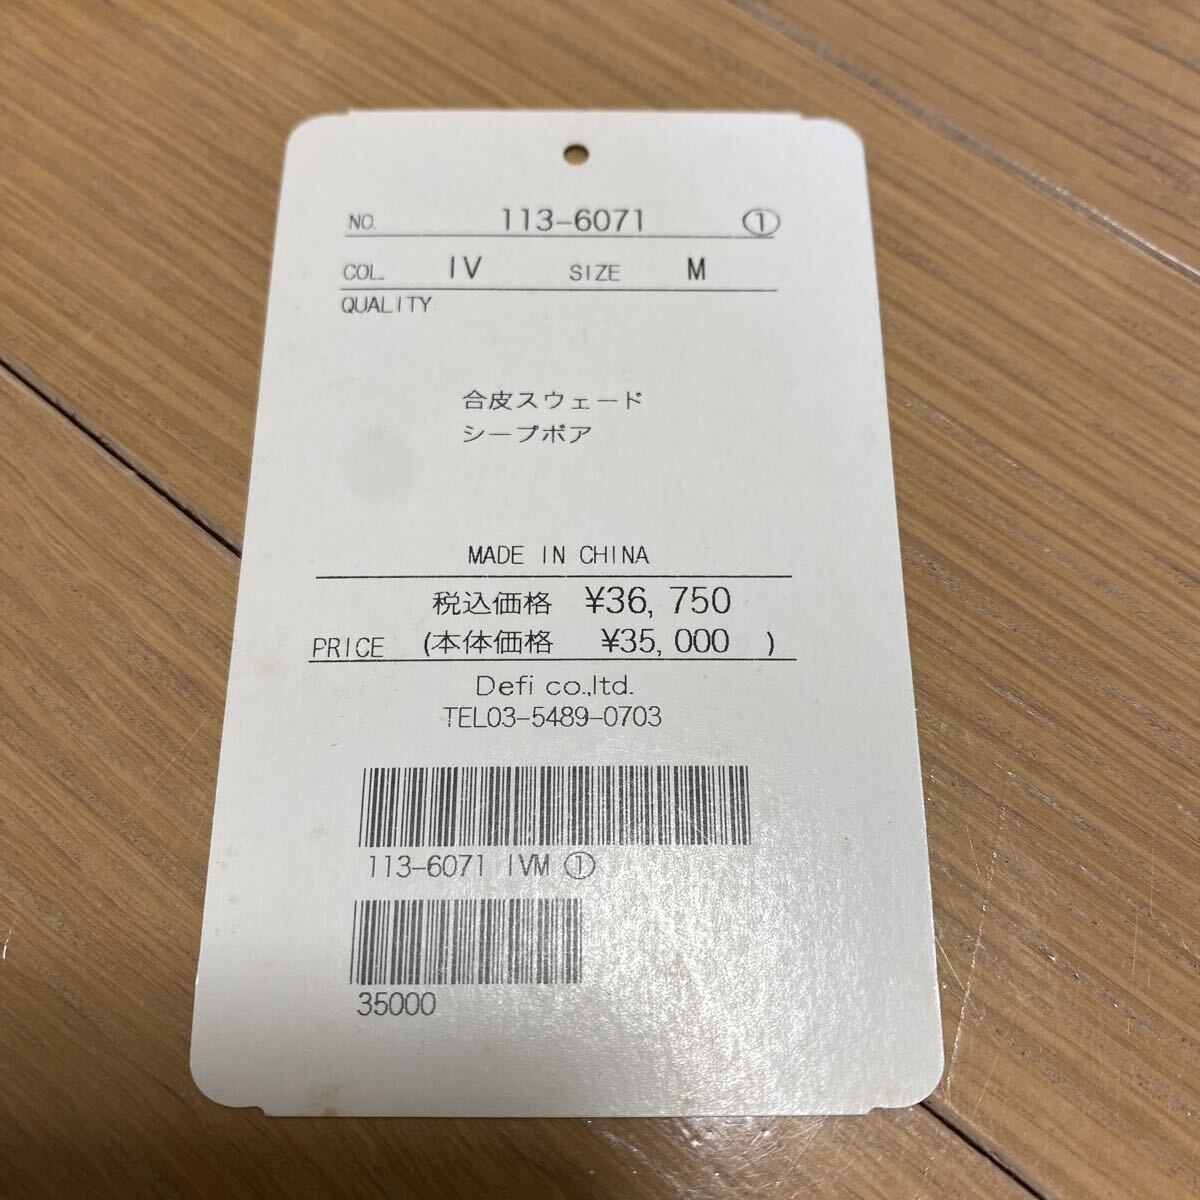 NO. 113-6071 ①
COL. IV SIZE M
QUALITY
合皮スウェード
シープボア
MADE IN CHINA
税込価格 ¥36,750
PRICE (本体価格 ¥35,000 )
Defi co.,ltd.
TEL03-5489-0703
113-6071 IVM ①
35000